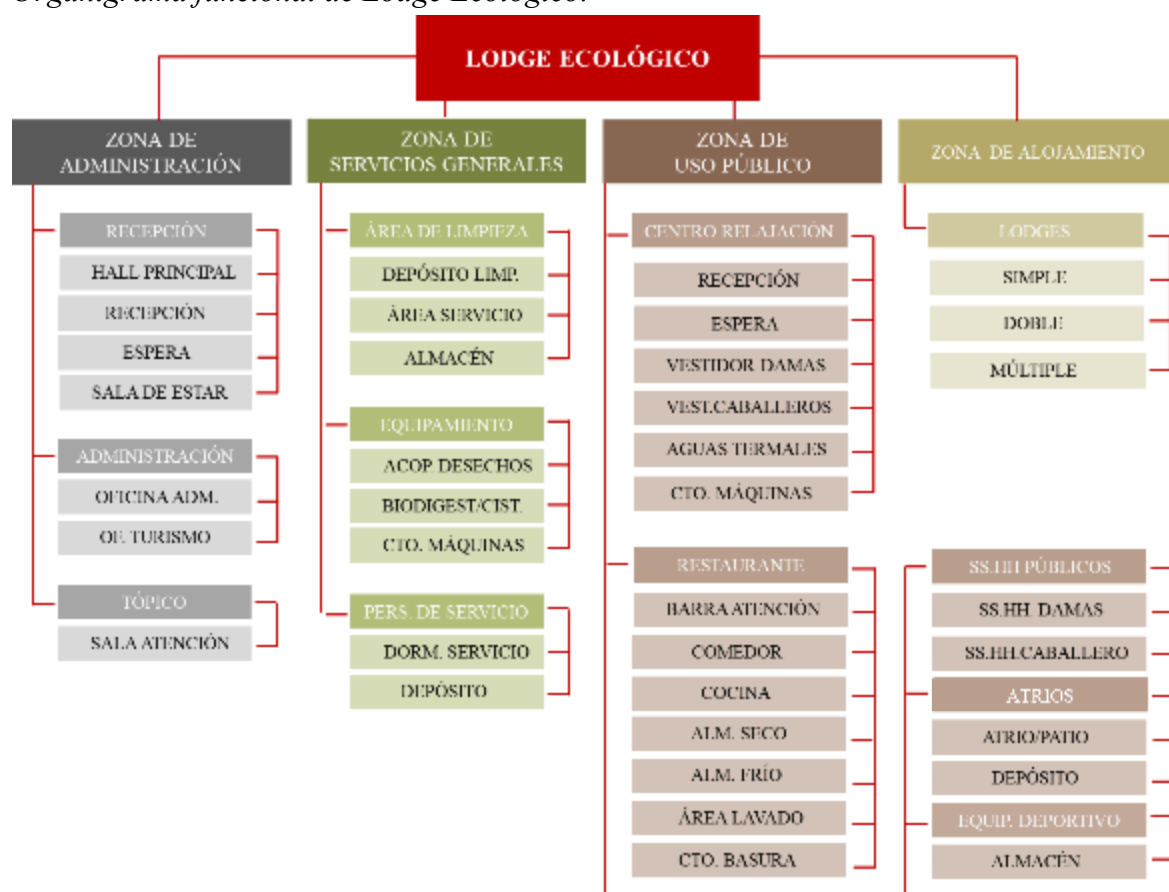 Organigrama funcional de Lodge Ecológico.
LODGE ECOLÓGICO
ZONA DE
ADMINISTRACIÓN
RECEPCIÓN
HALL PRINCIPAL
RECEPCIÓN
ESPERA
SALA DE ESTAR
ADMINISTRACIÓN
OFICINA ADM.
OF. TURISMO
TÓPICO
SALA ATENCIÓN
ZONA DE
SERVICIOS GENERALES
ÁREA DE LIMPIEZA
DEPÓSITO LIMP.
ÁREA SERVICIO
ALMACÉN
EQUIPAMIENTO
ACOP. DESECHOS
BIODIGEST/CIST.
CTO. MÁQUINAS
PERS. DE SERVICIO
DORM. SERVICIO
DEPÓSITO
ZONA DE
USO PÚBLICO
CENTRO RELAJACIÓN
RECEPCIÓN
ESPERA
VESTIDOR DAMAS
VEST.CABALLEROS
AGUAS TERMALES
CTO. MÁQUINAS
RESTAURANTE
BARRA ATENCIÓN
COMEDOR
COCINA
ALM. SECO
ALM. FRÍO
ÁREA LAVADO
CTO. BASURA
SS.HH PÚBLICOS
SS.HH. DAMAS
SS.HH.CABALLERO
ATRIOS
ATRIO/PATIO
DEPÓSITO
EQUIP. DEPORTIVO
ALMACÉN
ZONA DE ALOJAMIENTO
LODGES
SIMPLE
DOBLE
MÚLTIPLE